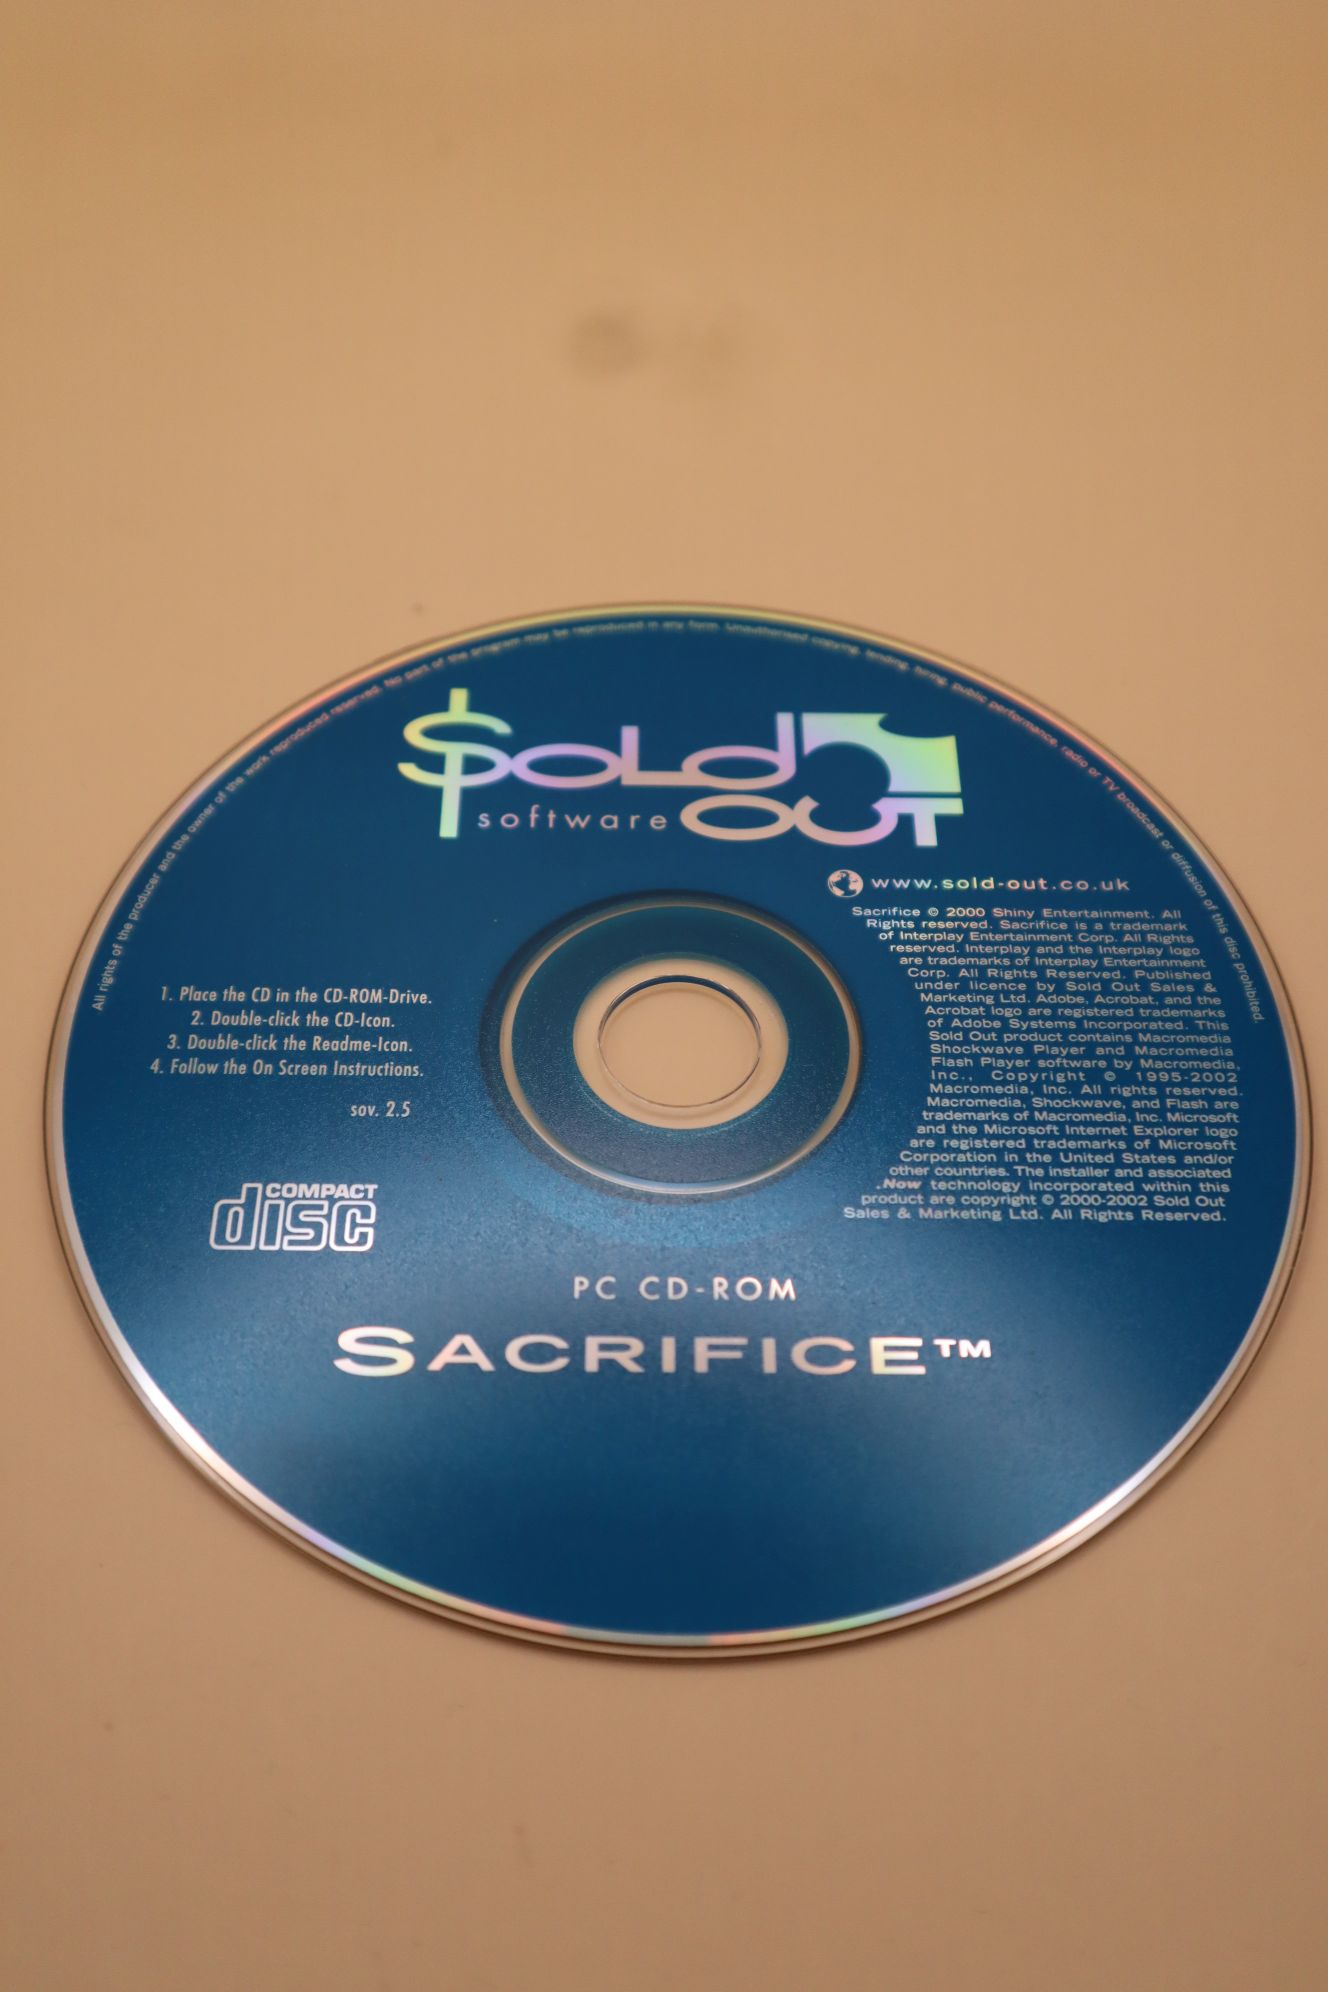 All rights of the producer and the owner of the work reproduced reserved. No part of the program may be reproduced in any form. Unauthorised copying, lending, hiring, public performance, radio or TV broadcast or diffusion of this disc prohibited.
$OLD
software OUT
www.sold-out.co.uk
Sacrifice © 2000 Shiny Entertainment. All
Rights reserved. Sacrifice is a trademark
of Interplay Entertainment Corp. All Rights
reserved. Interplay and the Interplay logo
are trademarks of Interplay Entertainment
Corp. All Rights Reserved. Published
under licence by Sold Out Sales &
Marketing Ltd. Adobe, Acrobat, and the
Acrobat logo are registered trademarks
of Adobe Systems Incorporated. This
Sold Out product contains Macromedia
Shockwave Player and Macromedia
Flash Player software by Macromedia,
Inc., Copyright © 1995-2002
Macromedia, Inc. All rights reserved.
Macromedia, Shockwave, and Flash are
trademarks of Macromedia, Inc. Microsoft
and the Microsoft Internet Explorer logo
are registered trademarks of Microsoft
Corporation in the United States and/or
other countries. The installer and associated
.Now technology incorporated within this
product are copyright © 2000-2002 Sold Out
Sales & Marketing Ltd. All Rights Reserved.
1. Place the CD in the CD-ROM-Drive.
2. Double-click the CD-Icon.
3. Double-click the Readme-Icon.
4. Follow the On Screen Instructions.
sov. 2.5
COMPACT
disc
PC CD-ROM
SACRIFICE™